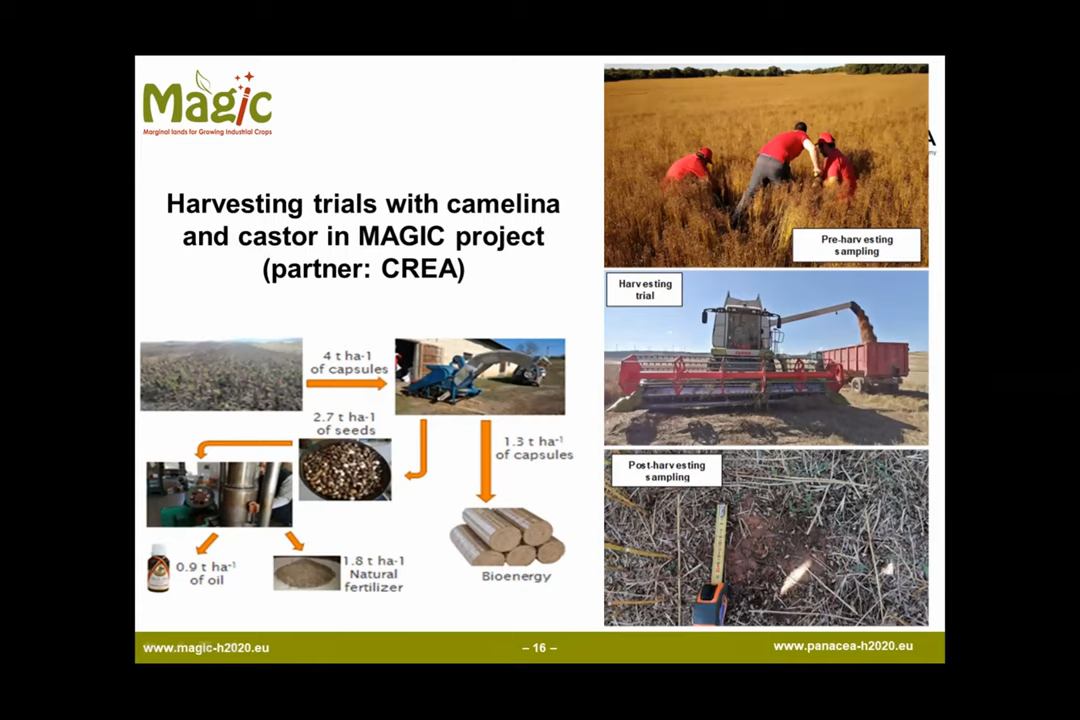 Magic
Marginal lands for Growing Industrial Crops
Harvesting trials with camelina
and castor in MAGIC project
(partner: CREA)
Pre-harvesting
sampling
Harvesting
trial
Post-harvesting
sampling
4 t ha-1
of capsules
2.7 t ha-1
of seeds
1.3 t ha-1
of capsules
0.9 t ha-1
of oil
1.8 t ha-1
Natural
fertilizer
Bioenergy
www.magic-h2020.eu
– 16 –
www.panacea-h2020.eu